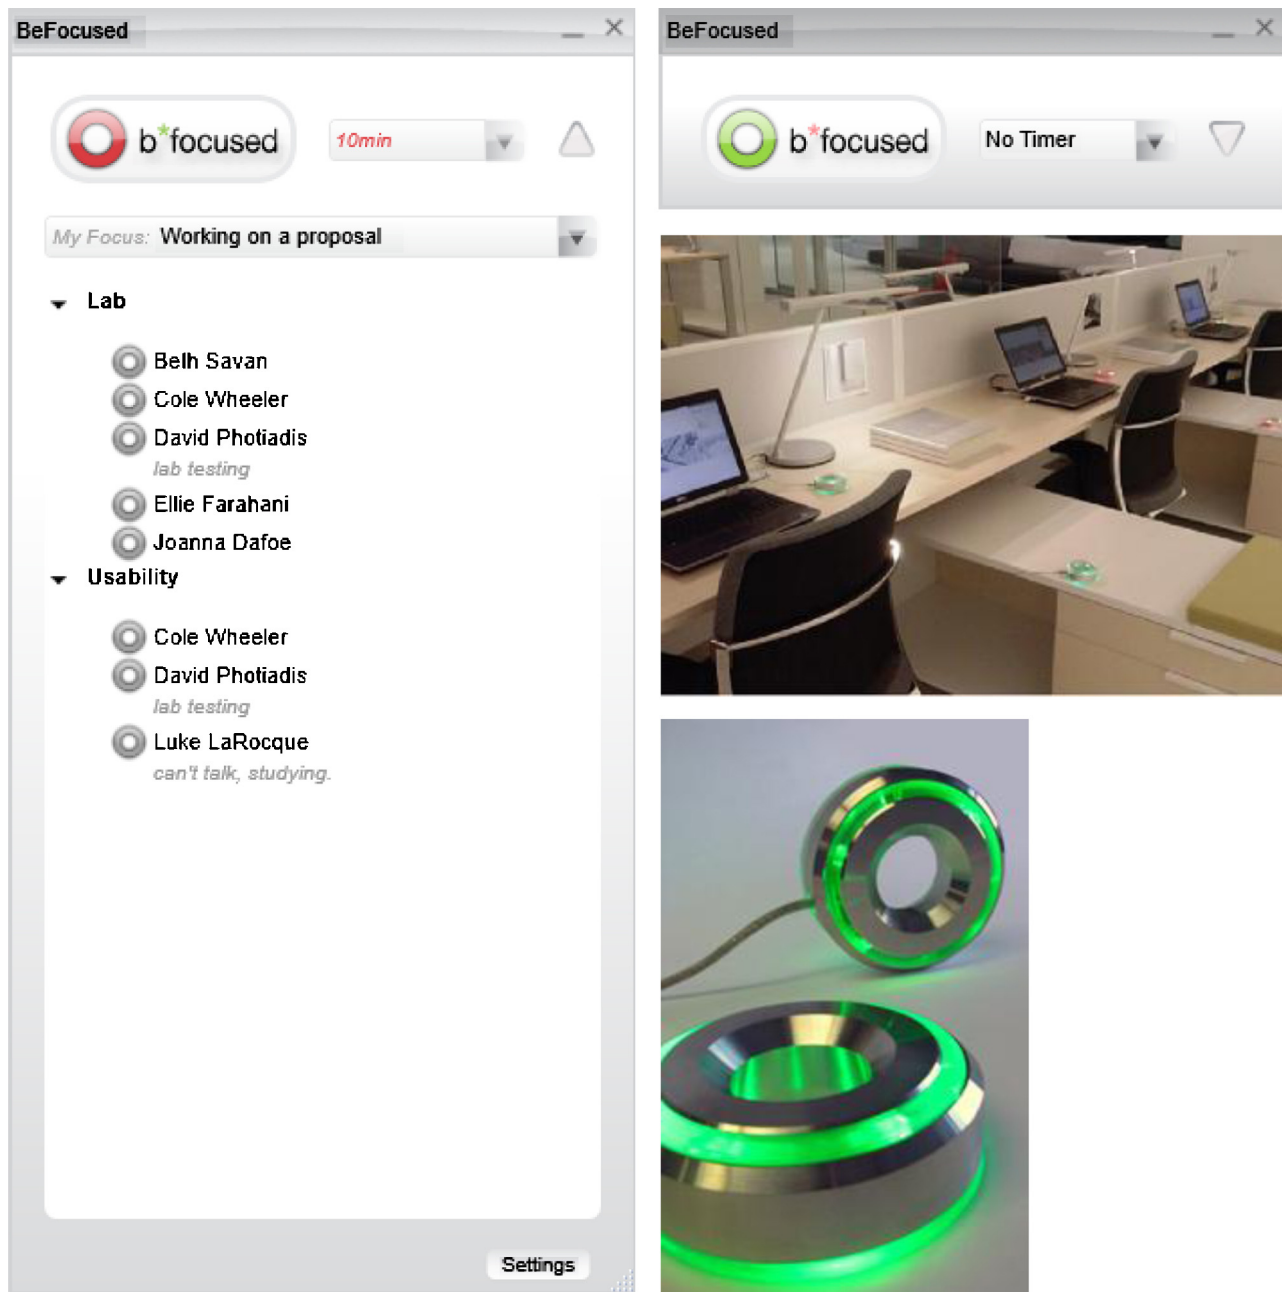 BeFocused
b*focused
10min
My Focus: Working on a proposal
Lab
Belh Savan
Cole Wheeler
David Photiadis
lab testing
Ellie Farahani
Joanna Dafoe
Usability
Cole Wheeler
David Photiadis
lab testing
Luke LaRocque
can't talk, studying.
Settings
BeFocused
b*focused
No Timer